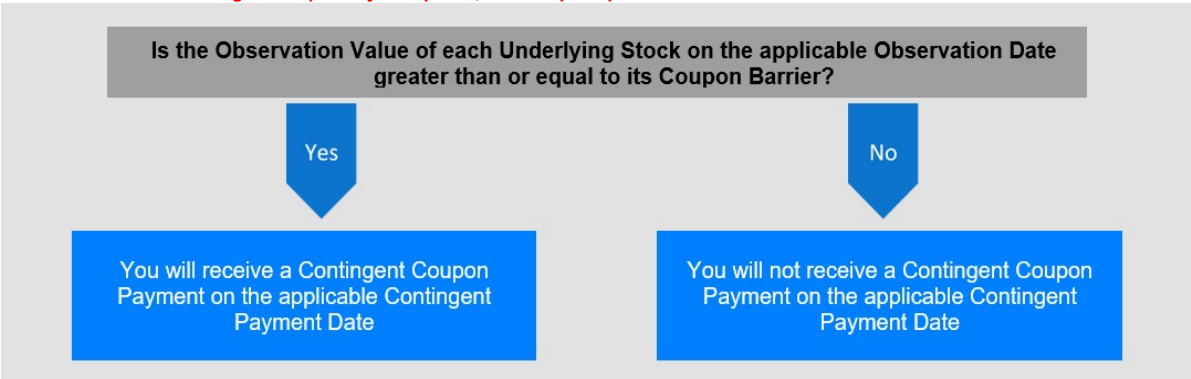 Is the Observation Value of each Underlying Stock on the applicable Observation Date
greater than or equal to its Coupon Barrier?
Yes
No
You will receive a Contingent Coupon
Payment on the applicable Contingent
Payment Date
You will not receive a Contingent Coupon
Payment on the applicable Contingent
Payment Date